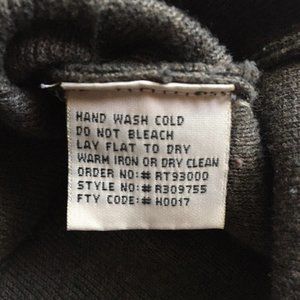 HAND WASH COLD
DO NOT BLEACH
LAY FLAT TO DRY
WARM IRON OR DRY CLEAN
ORDER NO:# RT93000
STYLE NO:# R309755
FTY CODE:# H0017